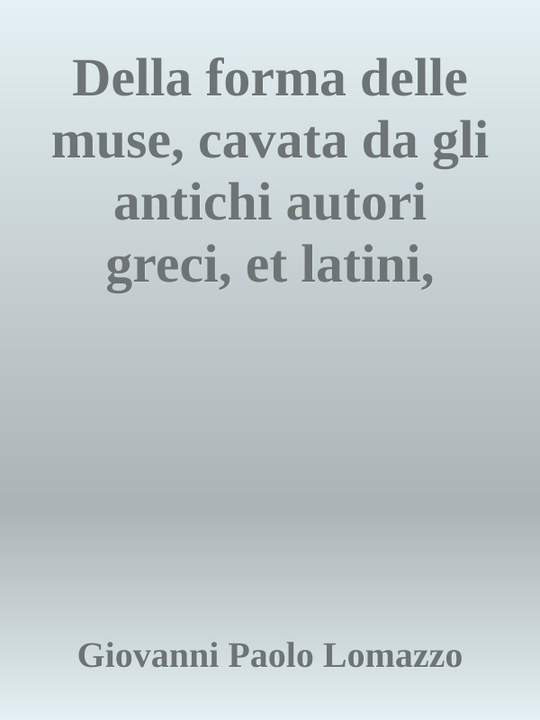 Della forma delle
muse, cavata da gli
antichi autori
greci, et latini,
Giovanni Paolo Lomazzo